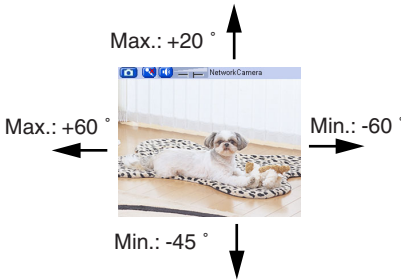 Max.: +20 °
NetworkCamera
Max.: +60 °
Min.: -60 °
Min.: -45 °